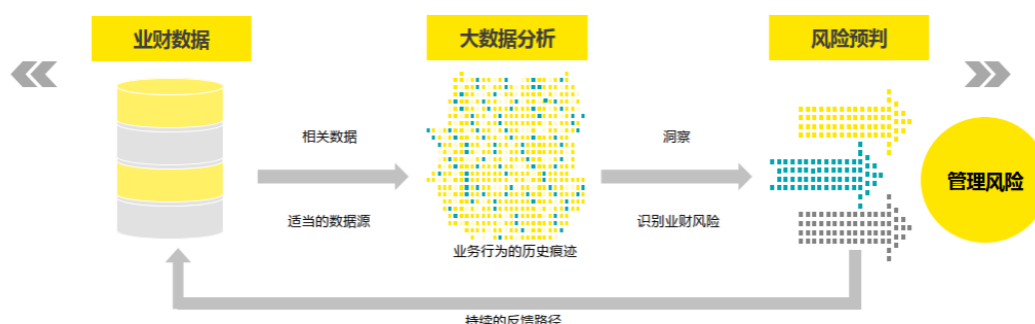 业财数据
大数据分析
风险预判
相关数据
洞察
管理风险
适当的数据源
识别业财风险
业务行为的历史痕迹
持续的反馈路径